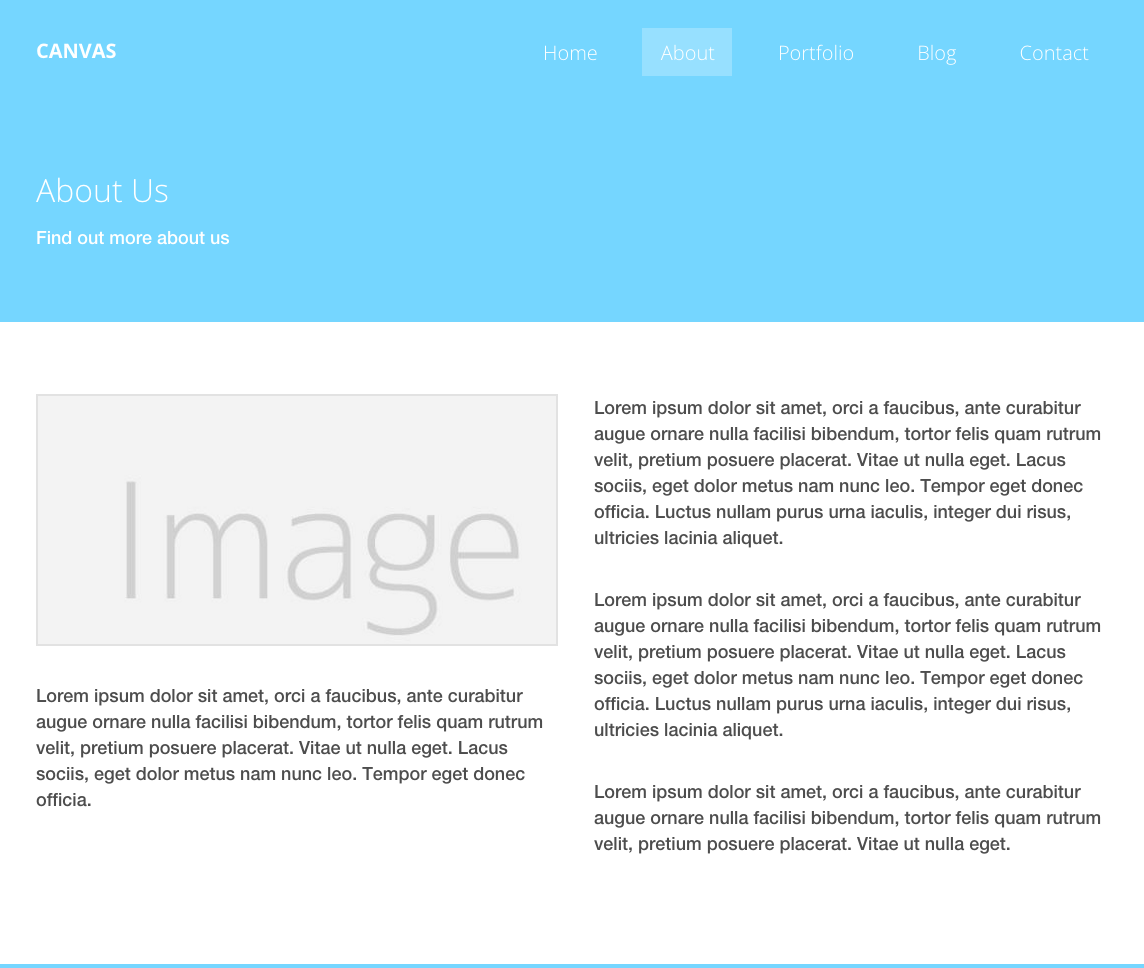 CANVAS
Home About Portfolio Blog Contact
About Us
Find out more about us
Image
Lorem ipsum dolor sit amet, orci a faucibus, ante curabitur
augue ornare nulla facilisi bibendum, tortor felis quam rutrum
velit, pretium posuere placerat. Vitae ut nulla eget. Lacus
sociis, eget dolor metus nam nunc leo. Tempor eget donec
officia.
Lorem ipsum dolor sit amet, orci a faucibus, ante curabitur
augue ornare nulla facilisi bibendum, tortor felis quam rutrum
velit, pretium posuere placerat. Vitae ut nulla eget. Lacus
sociis, eget dolor metus nam nunc leo. Tempor eget donec
officia. Luctus nullam purus urna iaculis, integer dui risus,
ultricies lacinia aliquet.
Lorem ipsum dolor sit amet, orci a faucibus, ante curabitur
augue ornare nulla facilisi bibendum, tortor felis quam rutrum
velit, pretium posuere placerat. Vitae ut nulla eget. Lacus
sociis, eget dolor metus nam nunc leo. Tempor eget donec
officia. Luctus nullam purus urna iaculis, integer dui risus,
ultricies lacinia aliquet.
Lorem ipsum dolor sit amet, orci a faucibus, ante curabitur
augue ornare nulla facilisi bibendum, tortor felis quam rutrum
velit, pretium posuere placerat. Vitae ut nulla eget.